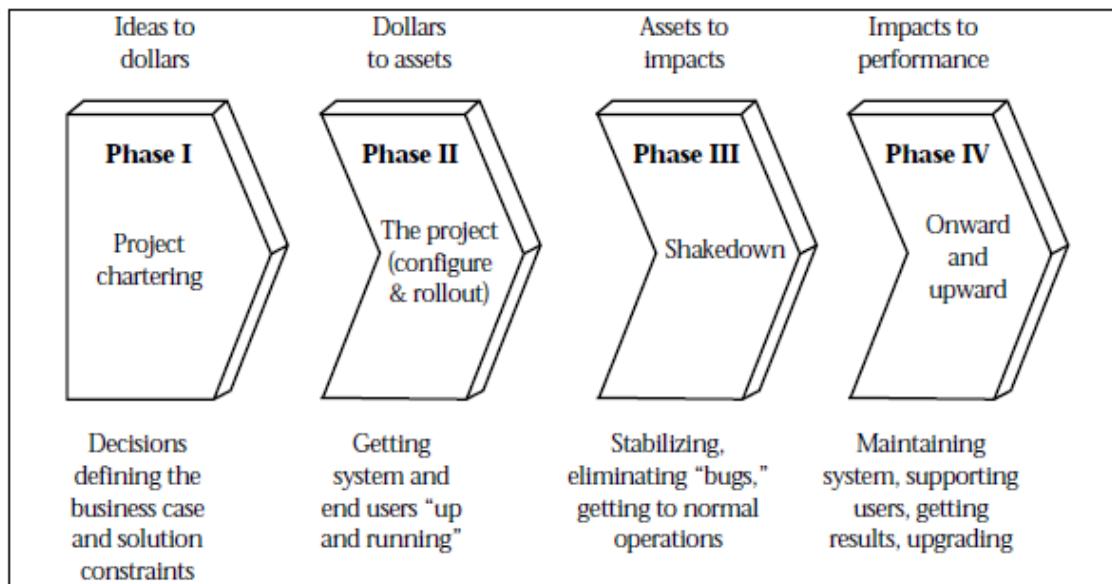 Ideas to
dollars
Dollars
to assets
Assets to
impacts
Impacts to
performance
Phase I
Project
chartering
Phase II
The project
(configure
& rollout)
Phase III
Shakedown
Phase IV
Onward
and
upward
Decisions
defining the
business case
and solution
constraints
Getting
system and
end users “up
and running”
Stabilizing,
eliminating “bugs,”
getting to normal
operations
Maintaining
system, supporting
users, getting
results, upgrading